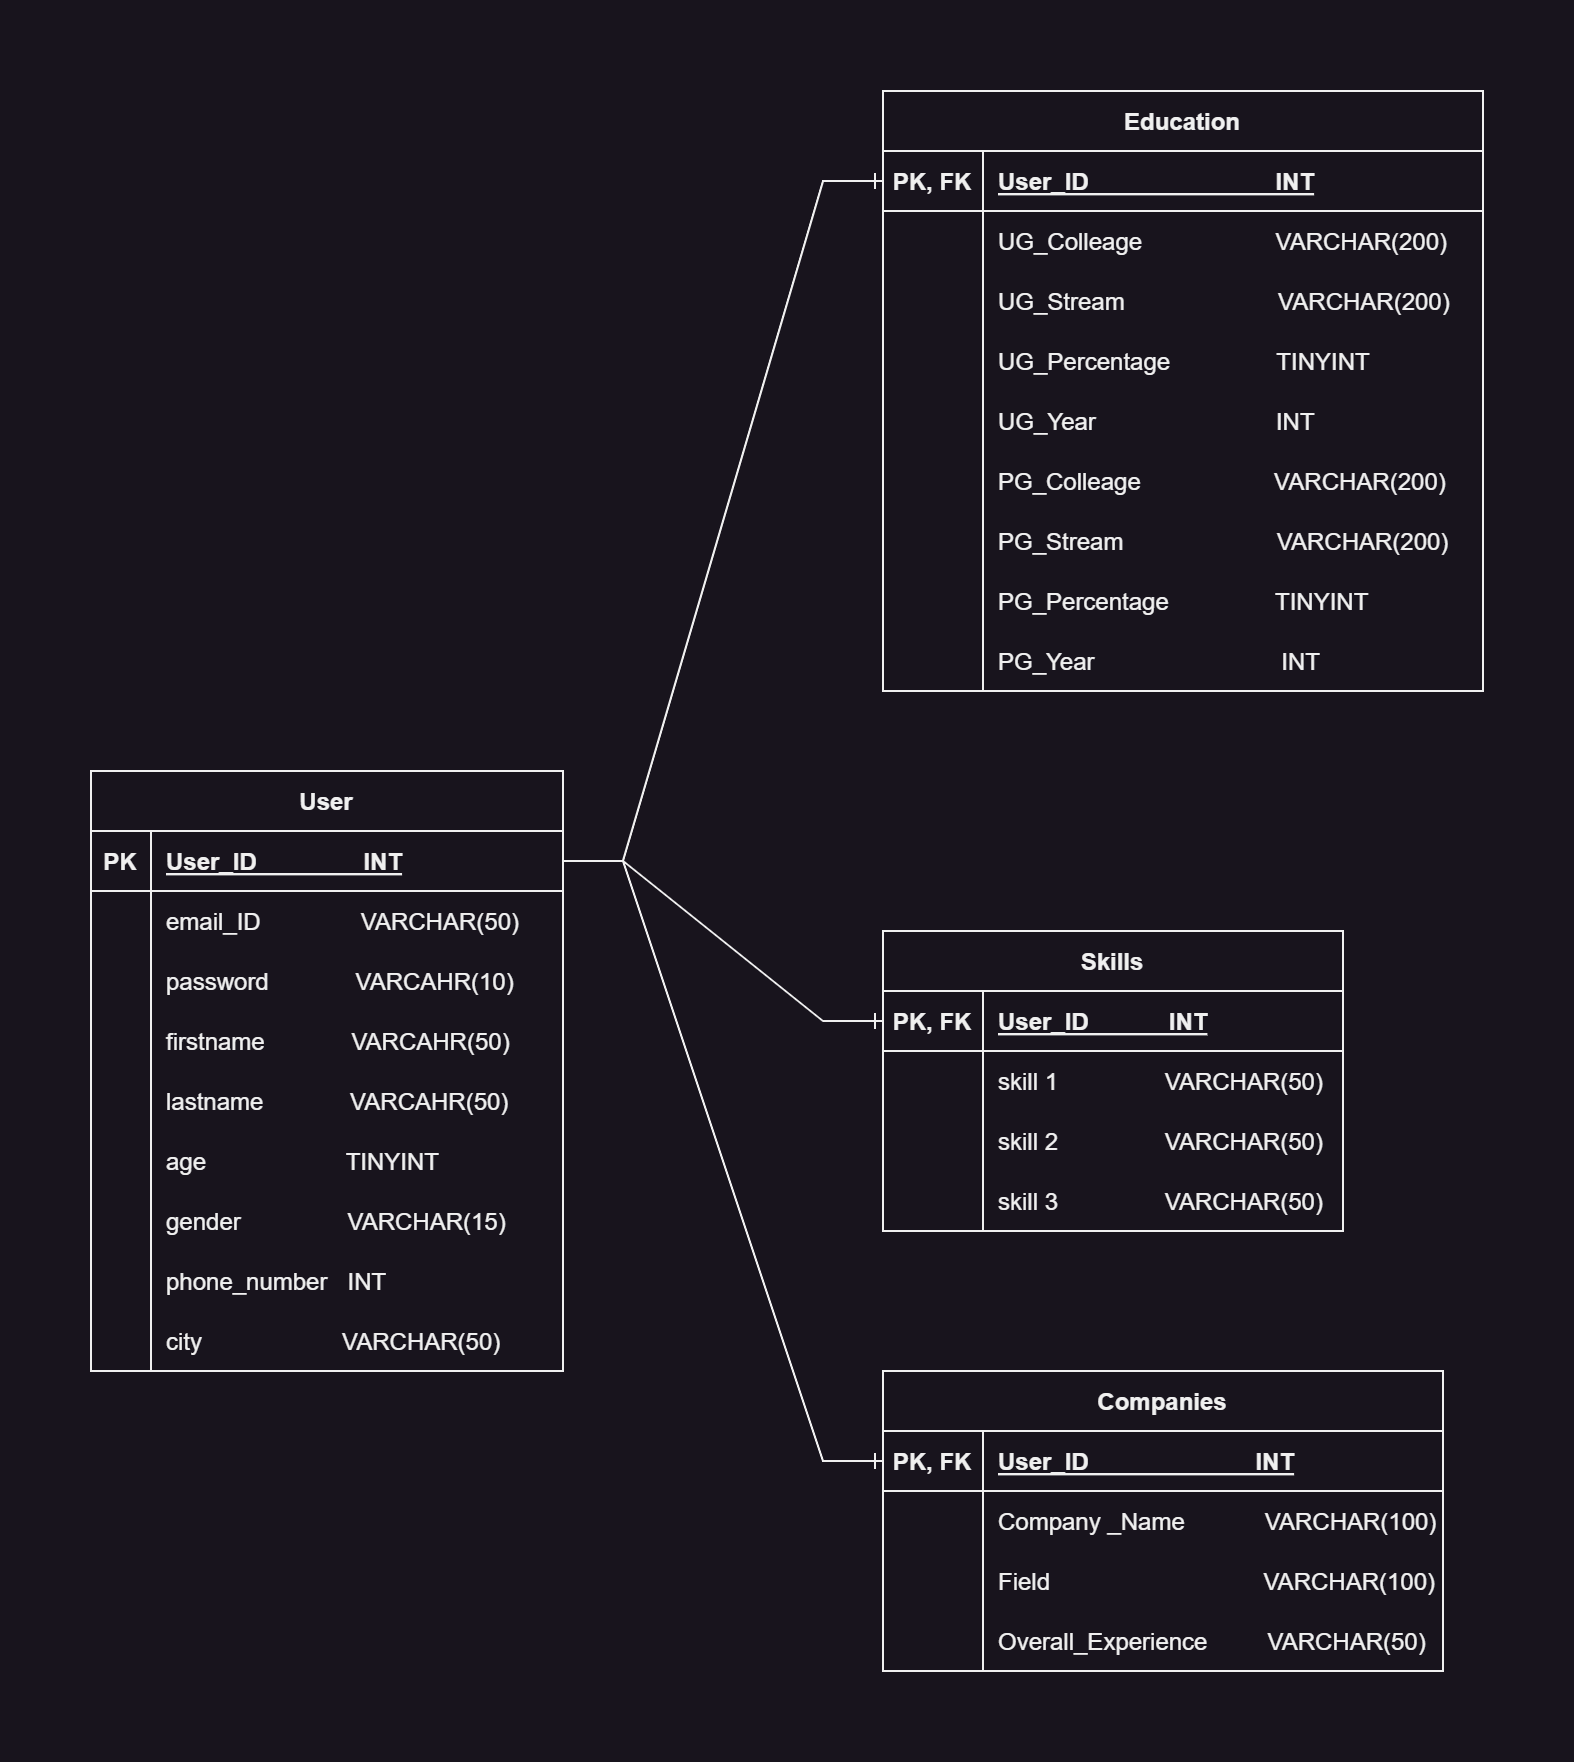 Education
PK, FK User_ID INT
UG_Colleage VARCHAR(200)
UG_Stream VARCHAR(200)
UG_Percentage TINYINT
UG_Year INT
PG_Colleage VARCHAR(200)
PG_Stream VARCHAR(200)
PG_Percentage TINYINT
PG_Year INT
User
PK User_ID INT
email_ID VARCHAR(50)
password VARCAHR(10)
firstname VARCAHR(50)
lastname VARCAHR(50)
age TINYINT
gender VARCHAR(15)
phone_number INT
city VARCHAR(50)
Skills
PK, FK User_ID INT
skill 1 VARCHAR(50)
skill 2 VARCHAR(50)
skill 3 VARCHAR(50)
Companies
PK, FK User_ID INT
Company _Name VARCHAR(100)
Field VARCHAR(100)
Overall_Experience VARCHAR(50)